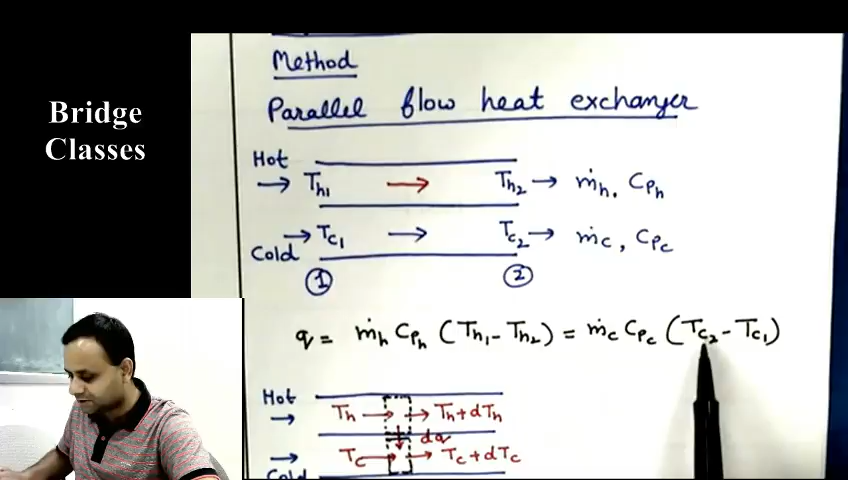 Bridge
Classes
Method
Parallel flow heat exchanger
Hot
→ Th1 → Th2 → ṁh, Cph
→ Tc1 → Tc2 → ṁc, Cpc
Cold
① ②
q = ṁh Cph (Th1 - Th2) = ṁc Cpc (Tc2 - Tc1)
Hot
→ Th → → Th + dTh
dq
Tc → → Tc + dTc
→
Cold